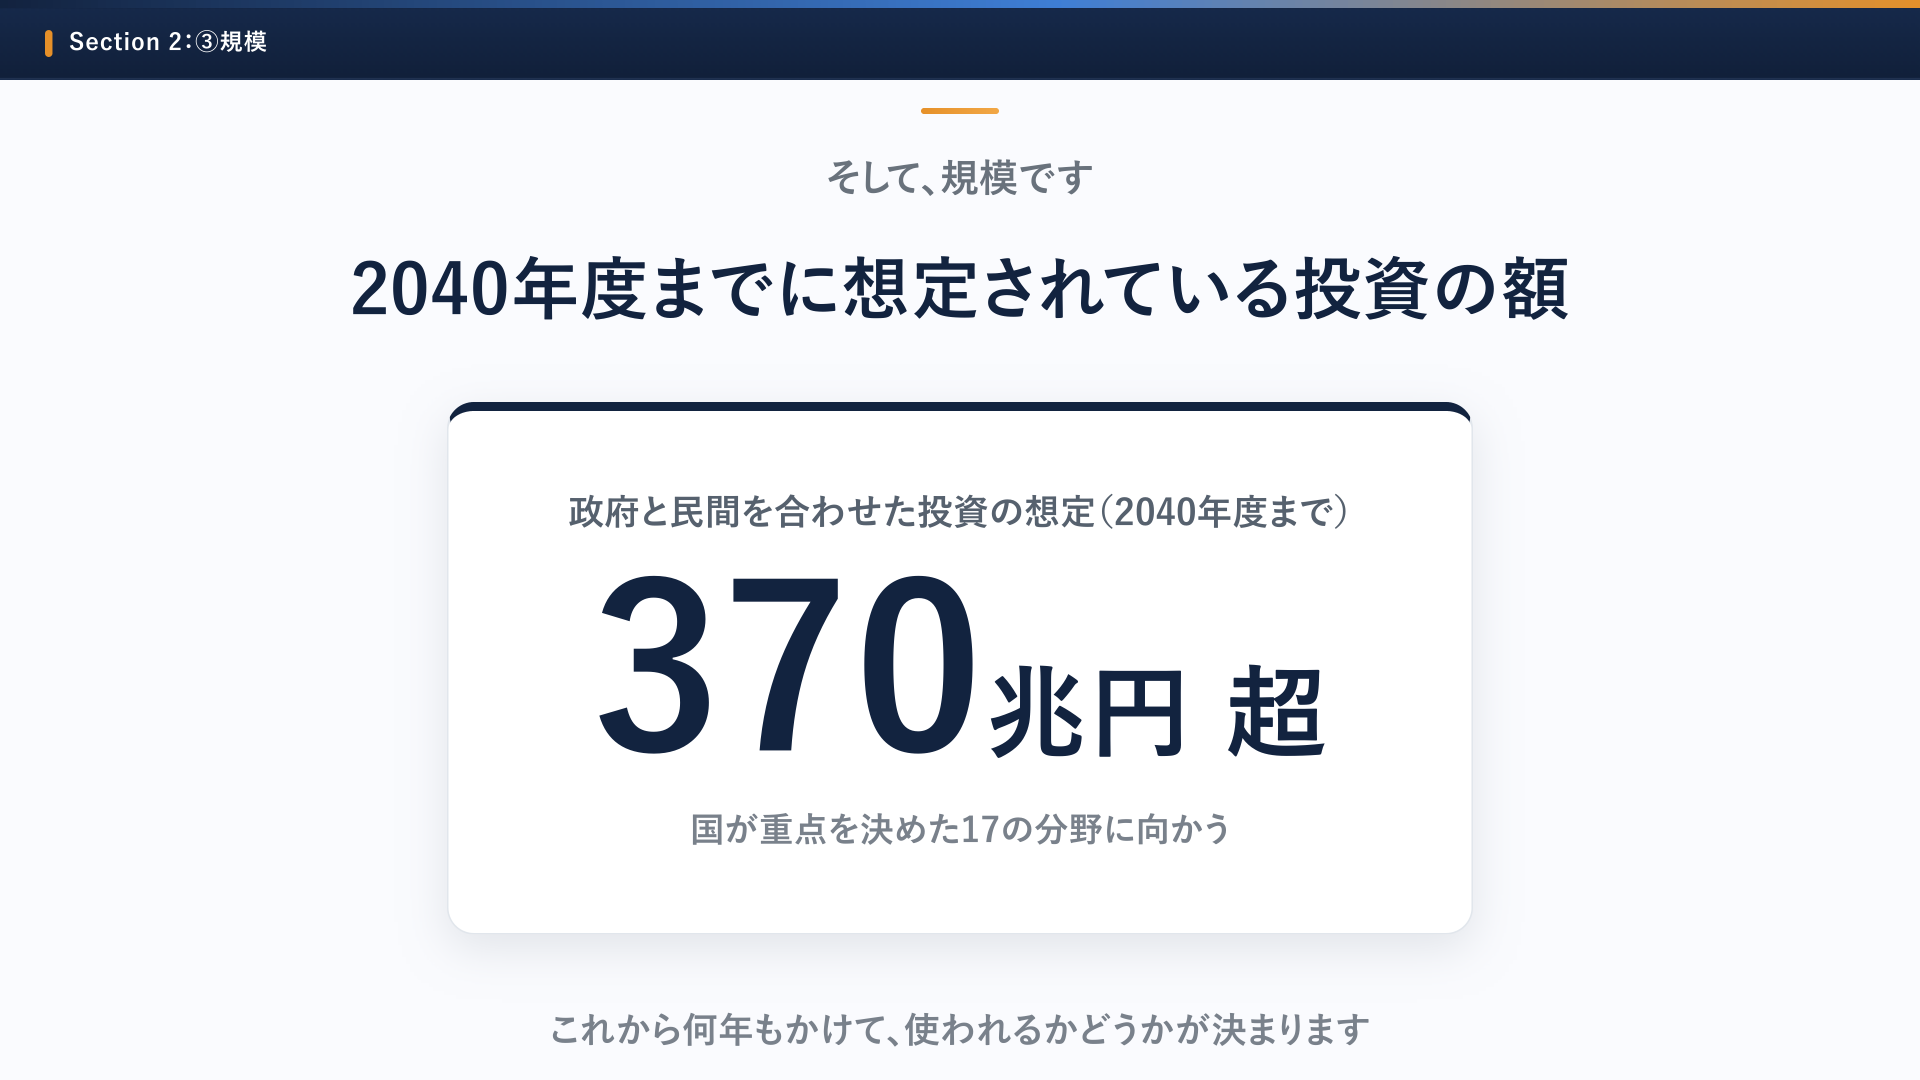 Section 2：③規模
そして、規模です
2040年度までに想定されている投資の額
政府と民間を合わせた投資の想定（2040年度まで）
370兆円 超
国が重点を決めた17の分野に向かう
これから何年もかけて、使われるかどうかが決まります